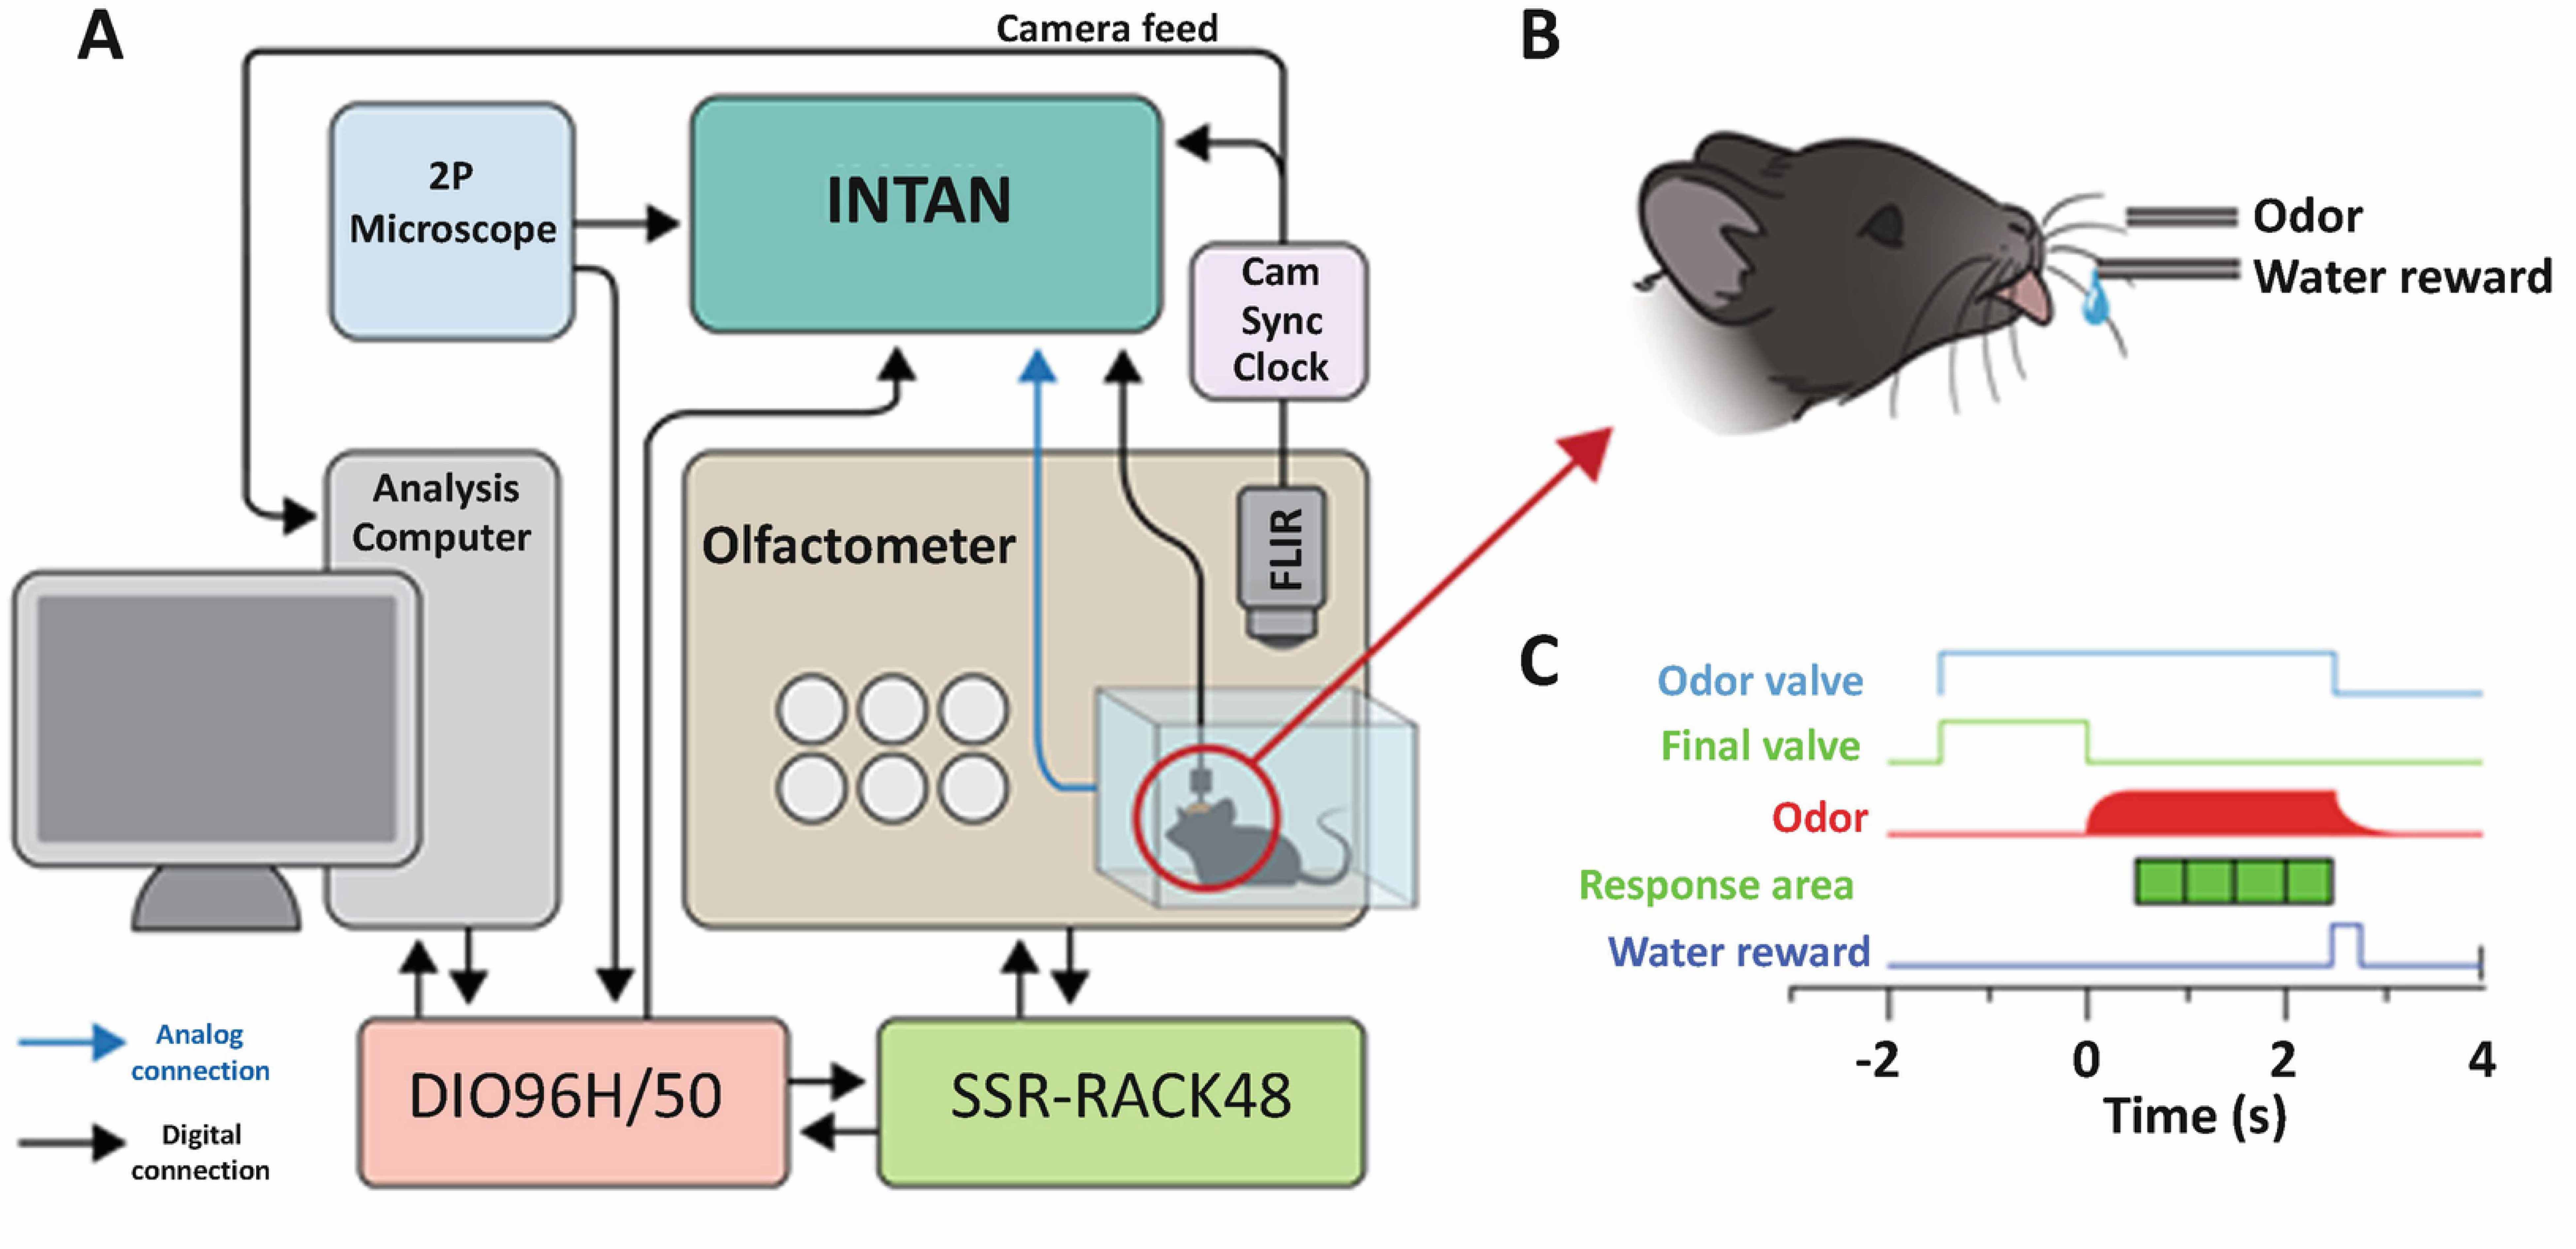 A
Camera feed
2P
Microscope
INTAN
Cam
Sync
Clock
Analysis
Computer
Olfactometer
FLIR
Analog
connection
Digital
connection
DIO96H/50
SSR-RACK48
B
Odor
Water reward
C
Odor valve
Final valve
Odor
Response area
Water reward
-2 0 2 4
Time (s)